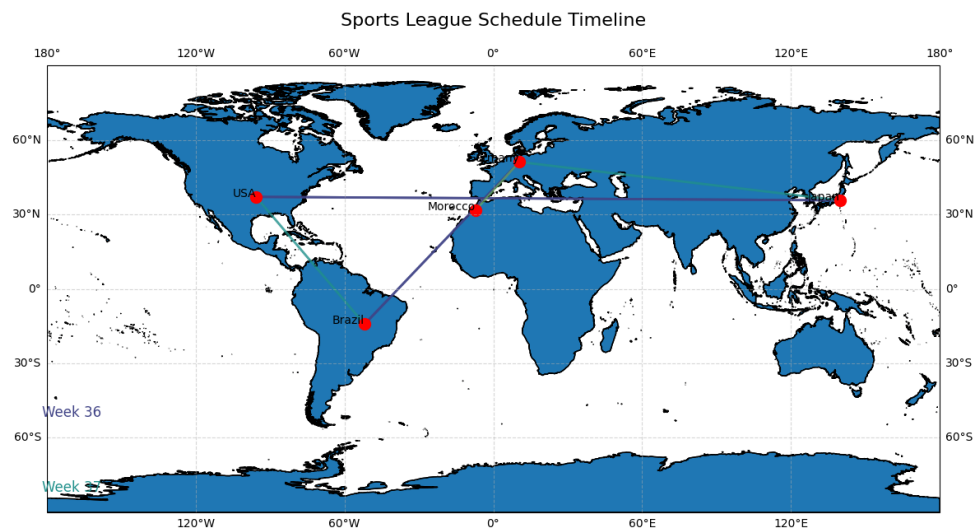 Sports League Schedule Timeline
180° 120°W 60°W 0° 60°E 120°E 180°
60°N 60°N
USA
Morocco
30°N 30°N
0° 0°
Brazil
30°S 30°S
Week 36
60°S 60°S
120°W 60°W 0° 60°E 120°E